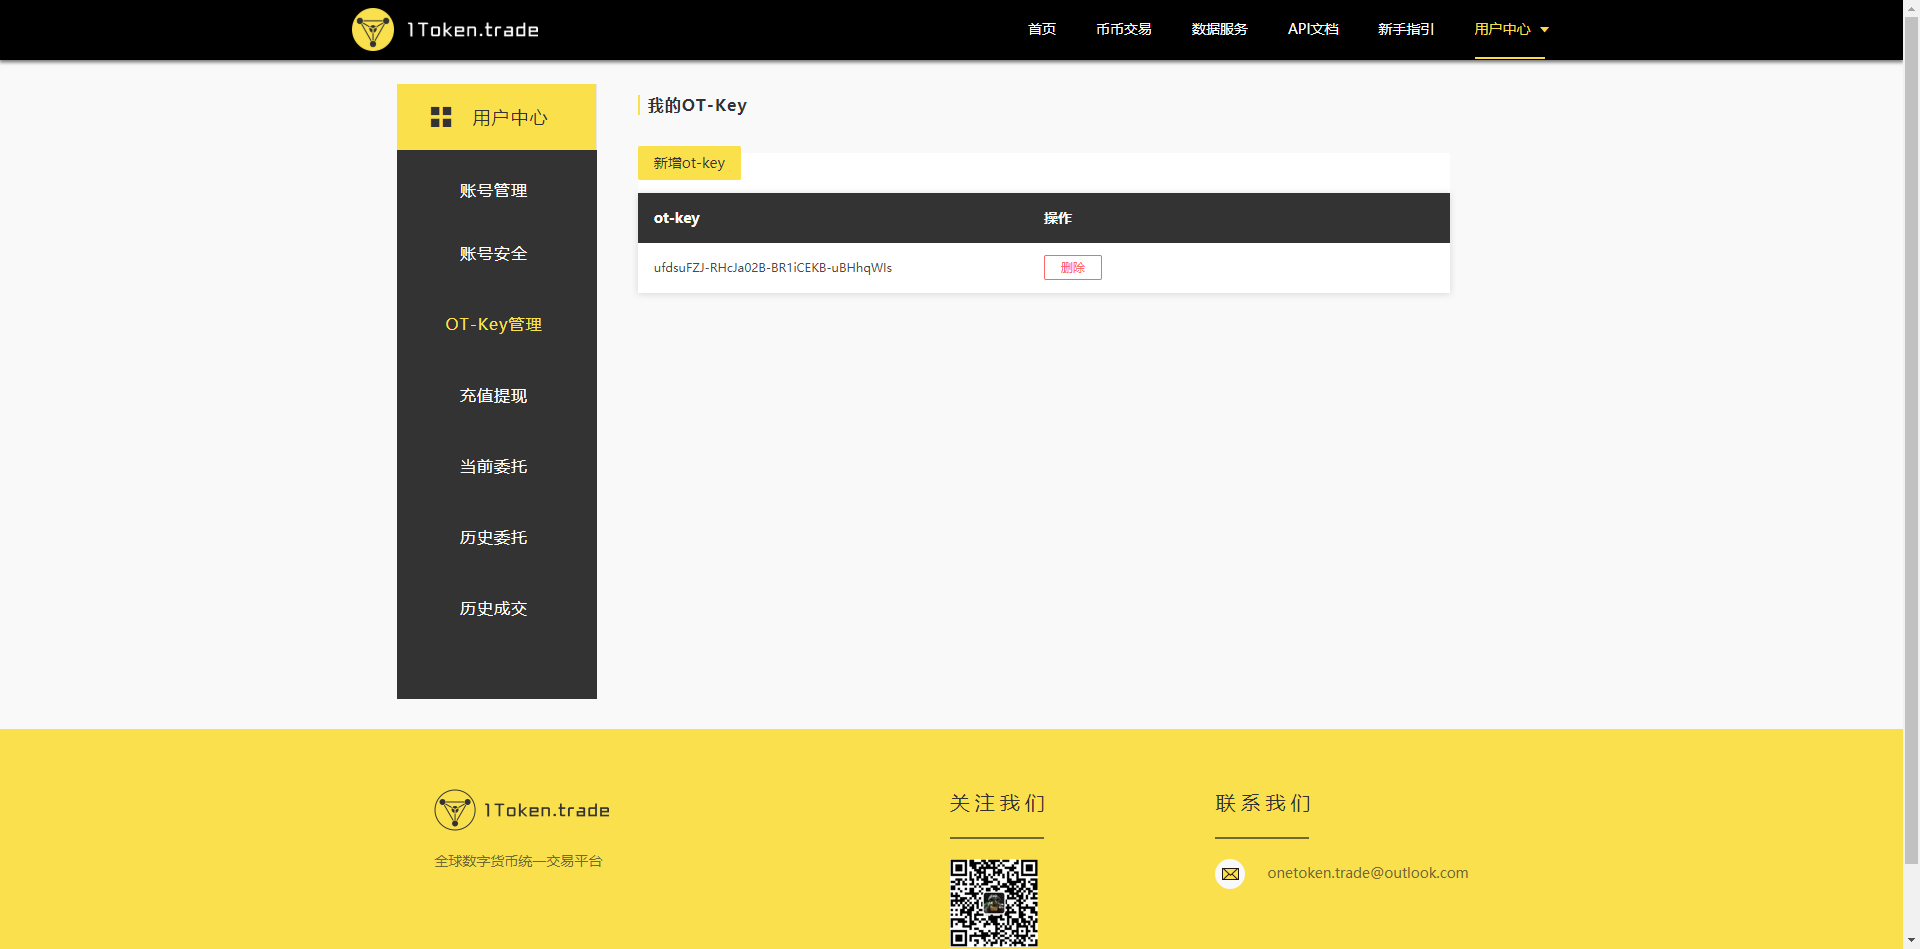 1Token.trade
首页
币币交易
数据服务
API文档
新手指引
用户中心
用户中心
账号管理
账号安全
OT-Key管理
充值提现
当前委托
历史委托
历史成交
我的OT-Key
新增ot-key
ot-key
操作
ufdsuFZJ-RHcJa02B-BR1iCEKB-uBHhqWIs
删除
1Token.trade
全球数字货币统一交易平台
关注我们
联系我们
onetoken.trade@outlook.com